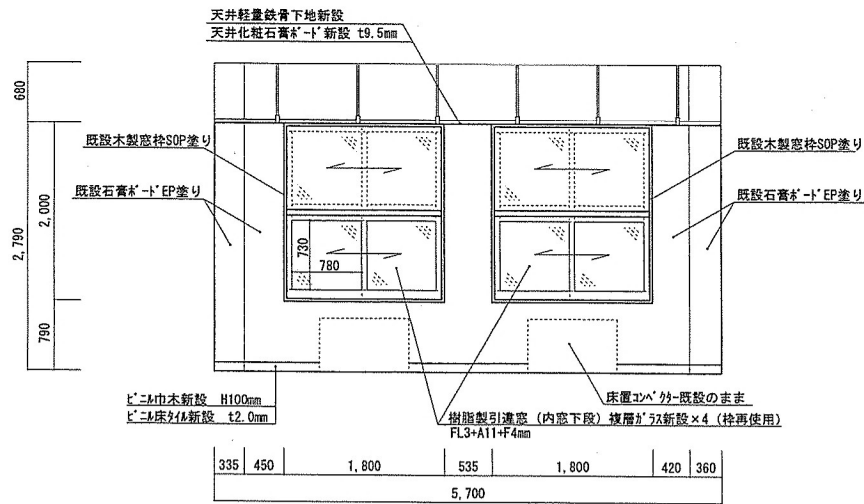 天井軽量鉄骨下地新設
天井化粧石膏ﾎﾞｰﾄﾞ新設 t9.5mm
680
既設木製窓枠SOP塗り
既設木製窓枠SOP塗り
既設石膏ﾎﾞｰﾄﾞEP塗り
既設石膏ﾎﾞｰﾄﾞEP塗り
2,000
2,790
730
780
790
ﾋﾞﾆﾙ巾木新設 H100mm
ﾋﾞﾆﾙ床ﾀｲﾙ新設 t2.0mm
床置ｺﾝﾍﾞｸﾀｰ既設のまま
樹脂製引違窓（内窓下段）複層ｶﾞﾗｽ新設×4（枠再使用）
FL3+A11+F4mm
335 450 1,800 535 1,800 420 360
5,700